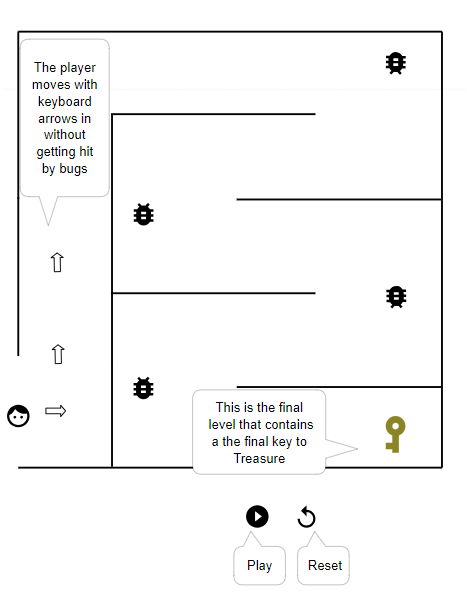 The player
moves with
keyboard
arrows in
without
getting hit
by bugs
This is the final
level that contains
a the final key to
Treasure
Play
Reset